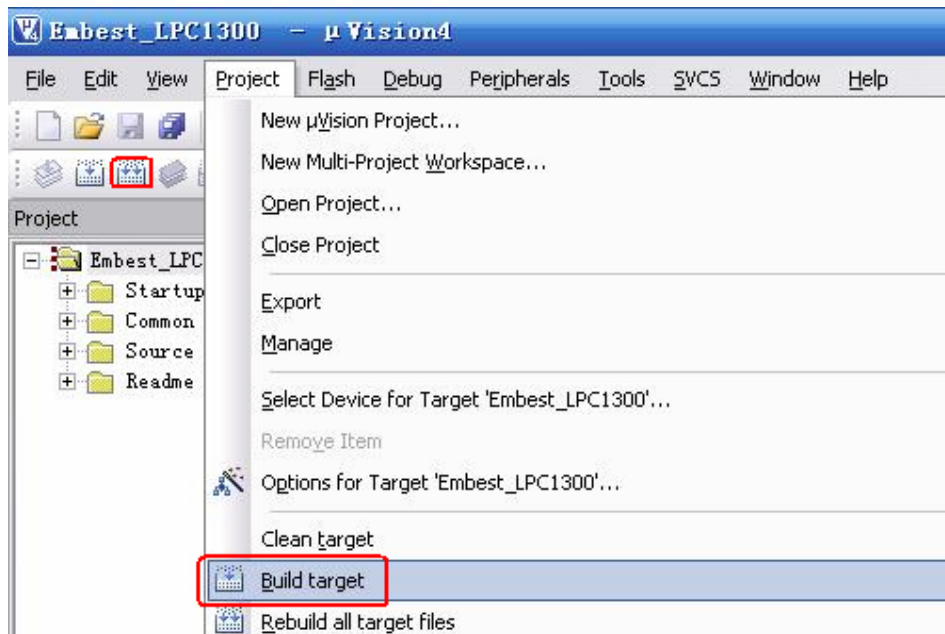 Embest_LPC1300 - µVision4
File Edit View Project Flash Debug Peripherals Tools SVCS Window Help
New µVision Project...
New Multi-Project Workspace...
Open Project...
Close Project
Project
Embest_LPC
Startup
Common
Source
Readme
Export
Manage
Select Device for Target 'Embest_LPC1300'...
Remove Item
Options for Target 'Embest_LPC1300'...
Clean target
Build target
Rebuild all target files